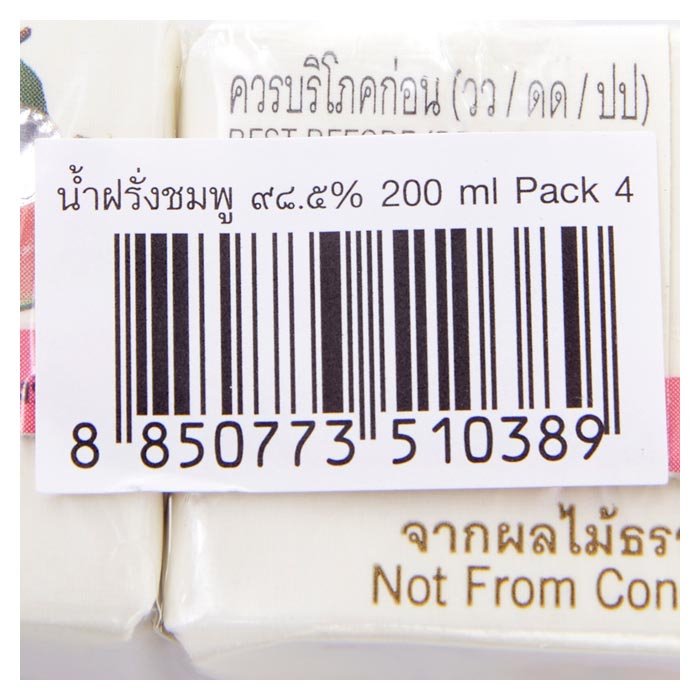 ควรบริโภคก่อน (วว / ดด / ปป)
BEST BEFORE
น้ำฝรั่งชมพู ๙๘.๕% 200 ml Pack 4
8 850773 510389
จากผลไม้ธร
Not From Con